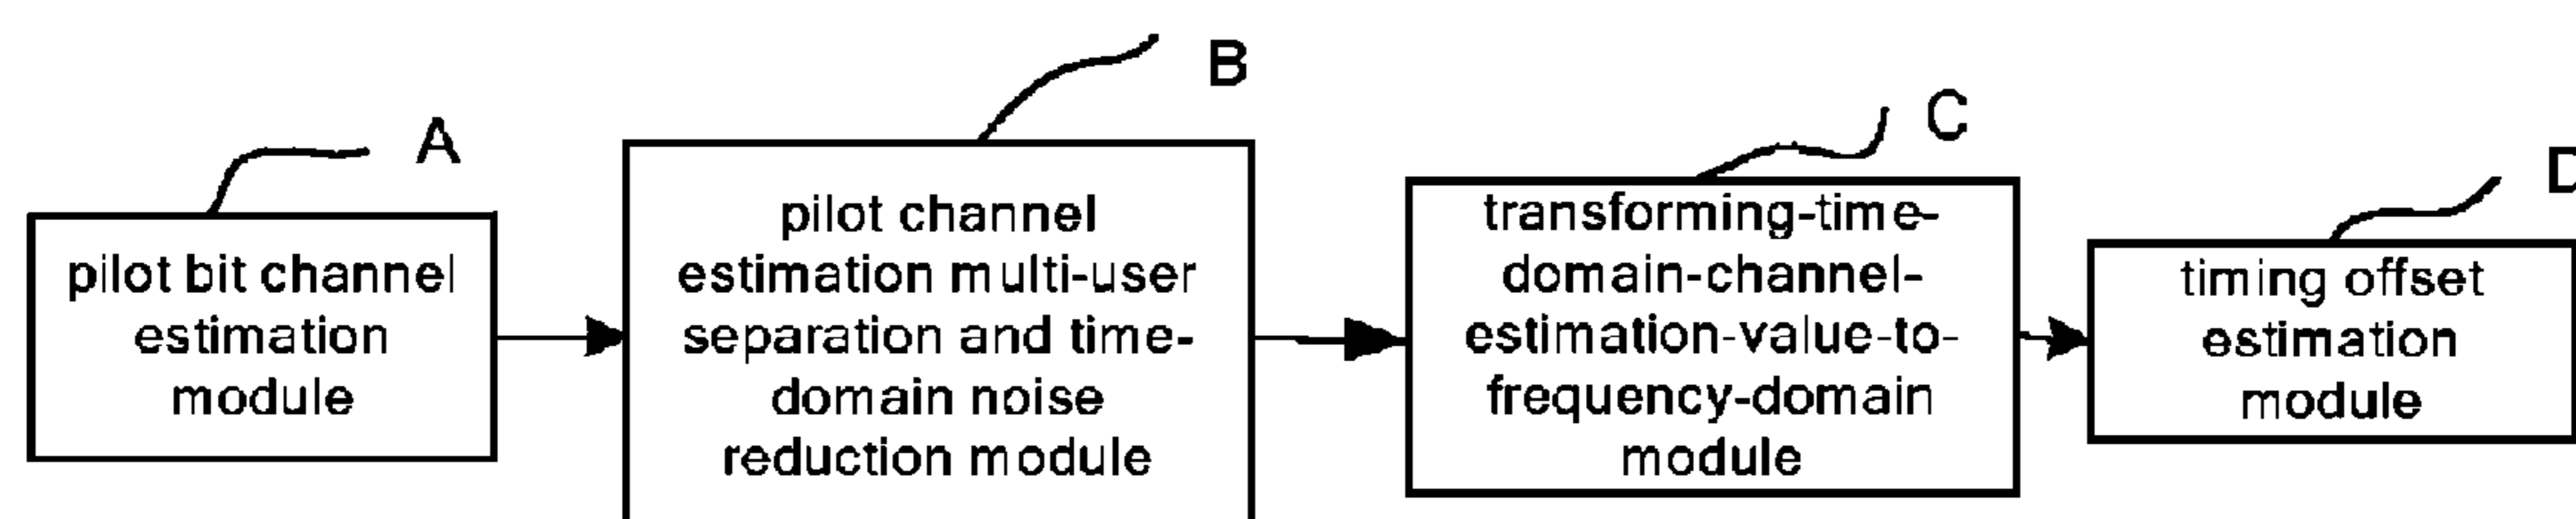 A
B
C
D
pilot bit channel
estimation
module
pilot channel
estimation multi-user
separation and time-
domain noise
reduction module
transforming-time-
domain-channel-
estimation-value-to-
frequency-domain
module
timing offset
estimation
module